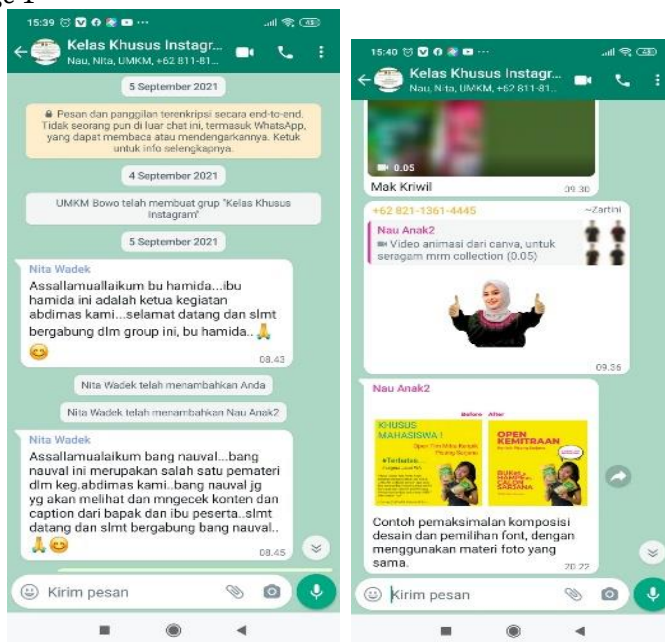 15:39
Kelas Khusus Instagr...
Nau, Nita, UMKM, +62 811-81...
5 September 2021
Pesan dan panggilan terenkripsi secara end-to-end.
Tidak seorang pun di luar chat ini, termasuk WhatsApp,
yang dapat membaca atau mendengarkannya. Ketuk
untuk info selengkapnya.
4 September 2021
UMKM Bowo telah membuat grup "Kelas Khusus
Instagram"
5 September 2021
Nita Wadek
Assallamuallaikum bu hamida...ibu
hamida ini adalah ketua kegiatan
abdimas kami...selamat datang dan slmt
bergabung dlm group ini, bu hamida..
08.43
Nita Wadek telah menambahkan Anda
Nita Wadek telah menambahkan Nau Anak2
Nita Wadek
Assallamualaikum bang nauval...bang
nauval ini merupakan salah satu pemateri
dlm keg.abdimas kami..bang nauval jg
yg akan melihat dan mngecek konten dan
caption dari bapak dan ibu peserta..slmt
datang dan slmt bergabung bang nauval..
08.45
Kirim pesan
15:40
Kelas Khusus Instagr...
Nau, Nita, UMKM, +62 811-81...
0.05
Mak Kriwil
09.30
+62 821-1361-4445
~Zartini
Nau Anak2
Video animasi dari canva, untuk
seragam mrm collection (0.05)
09.36
Nau Anak2
Before After
KHUSUS
MAHASISWA !
OPEN
KEMITRAAN
Contoh pemaksimalan komposisi
desain dan pemilihan font, dengan
menggunakan materi foto yang
sama.
20.22
Kirim pesan